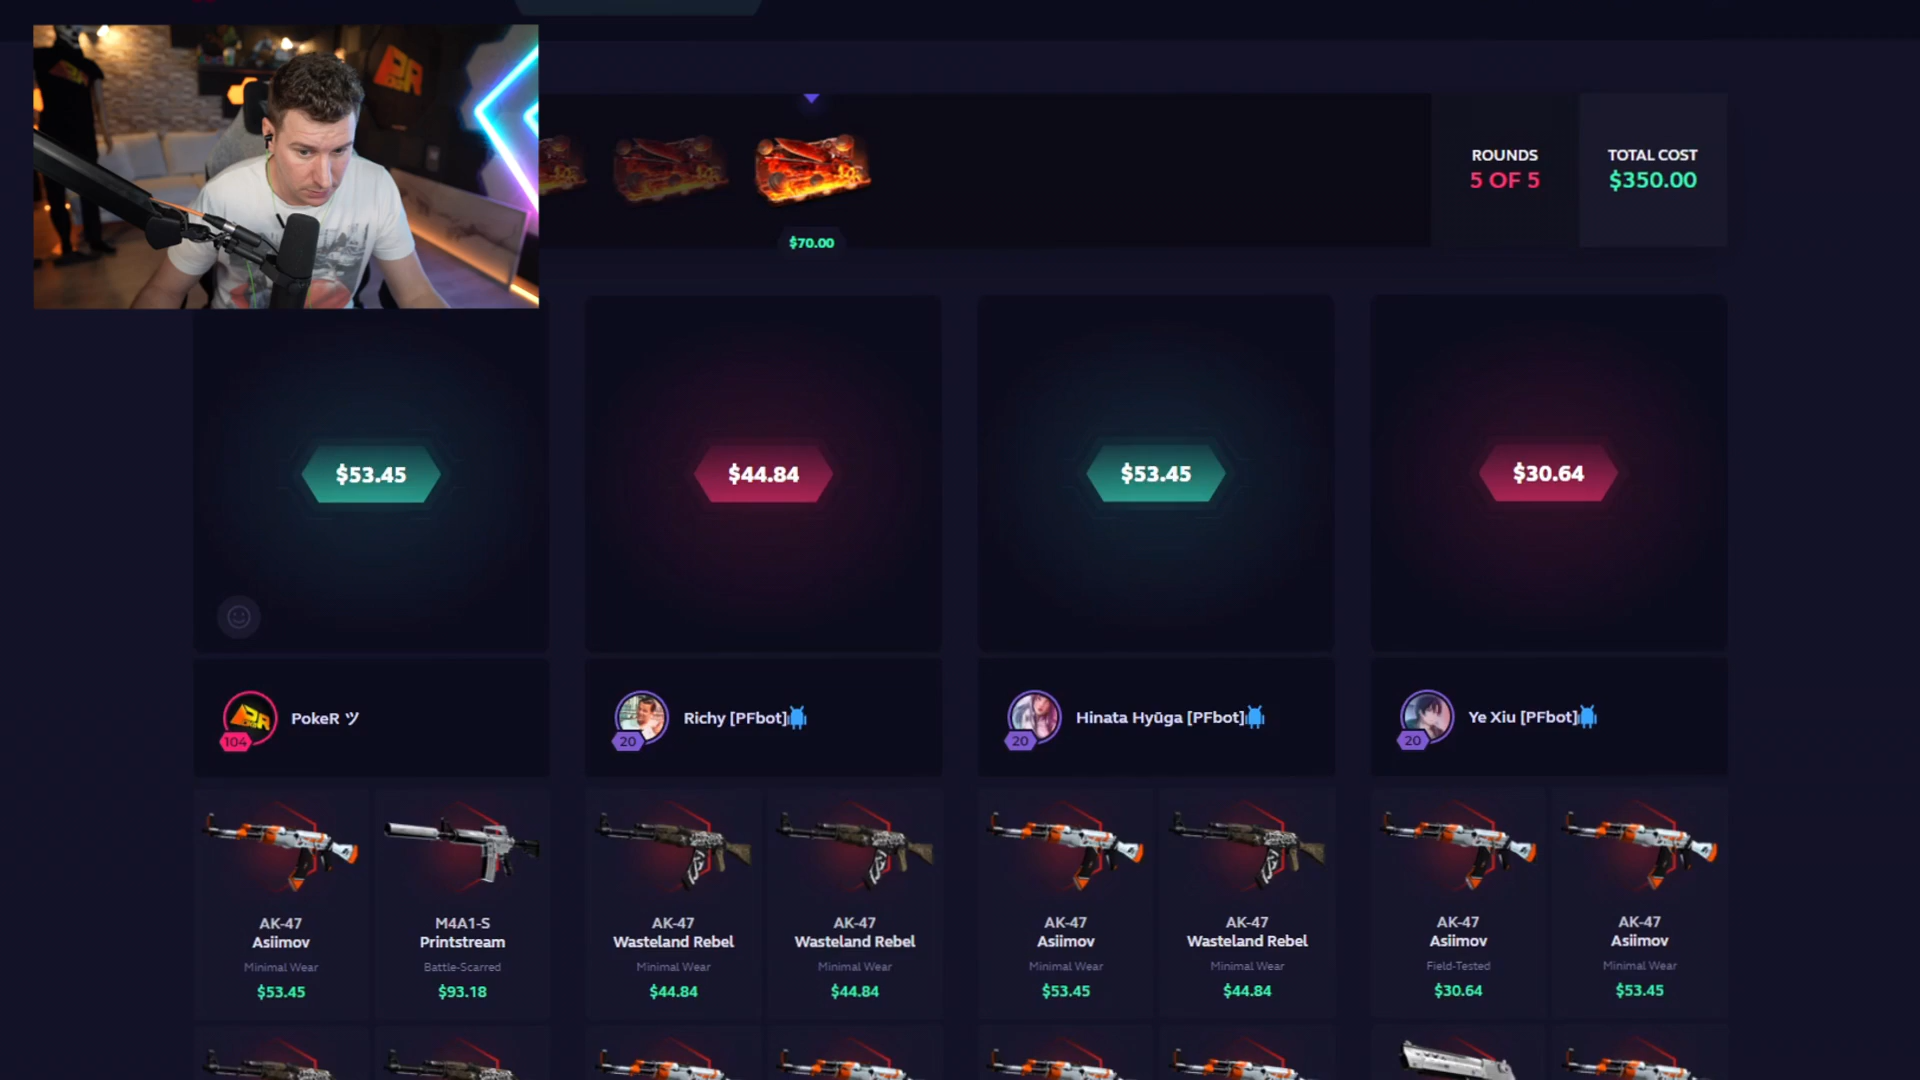 ROUNDS
5 OF 5
TOTAL COST
$350.00
$70.00
$53.45
$44.84
$53.45
$30.64
104
PokeR ツ
20
Richy [PFbot]
20
Hinata Hyūga [PFbot]
20
Ye Xiu [PFbot]
AK-47
Asiimov
Minimal Wear
$53.45
M4A1-S
Printstream
Battle-Scarred
$93.18
AK-47
Wasteland Rebel
Minimal Wear
$44.84
AK-47
Wasteland Rebel
Minimal Wear
$44.84
AK-47
Asiimov
Minimal Wear
$53.45
AK-47
Wasteland Rebel
Minimal Wear
$44.84
AK-47
Asiimov
Field-Tested
$30.64
AK-47
Asiimov
Minimal Wear
$53.45